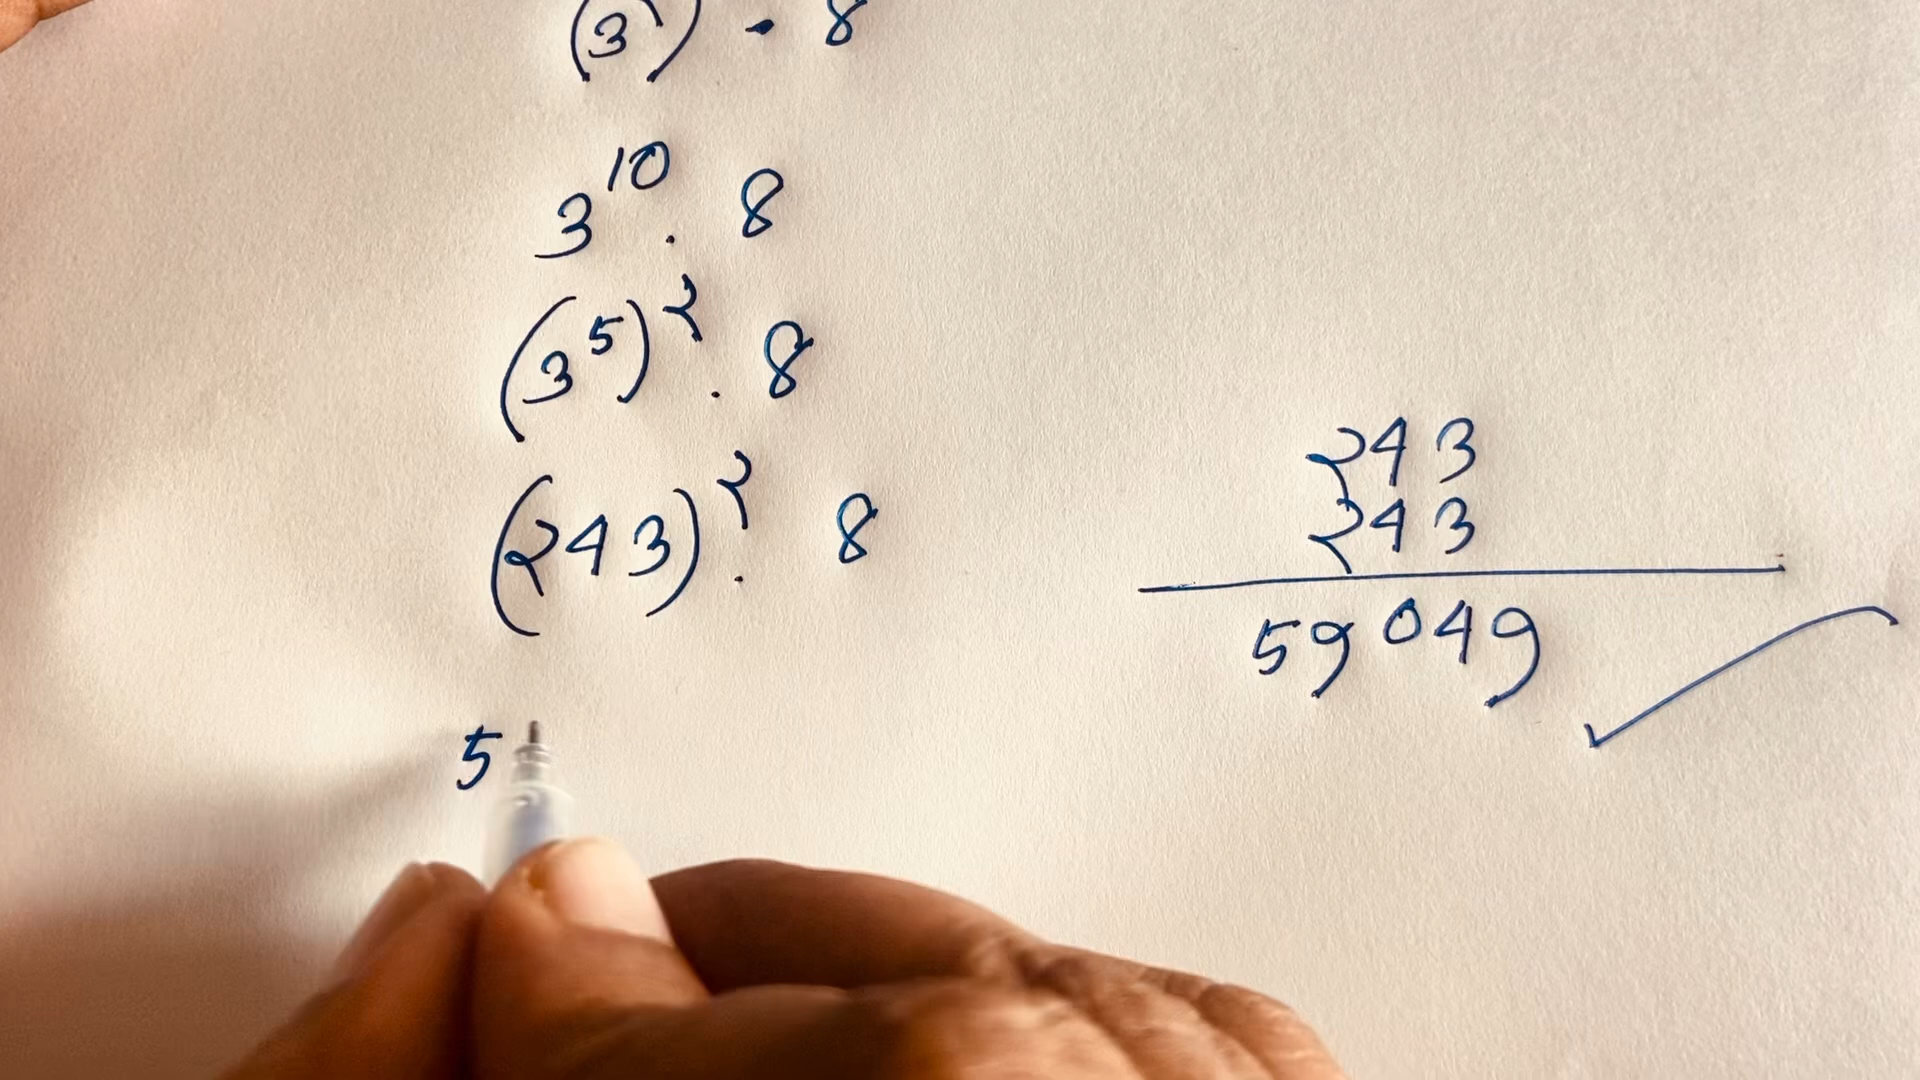 (3) • 8
3^10 . 8
(3^5)^2 . 8
(243)^2 . 8
5
243
243
59049